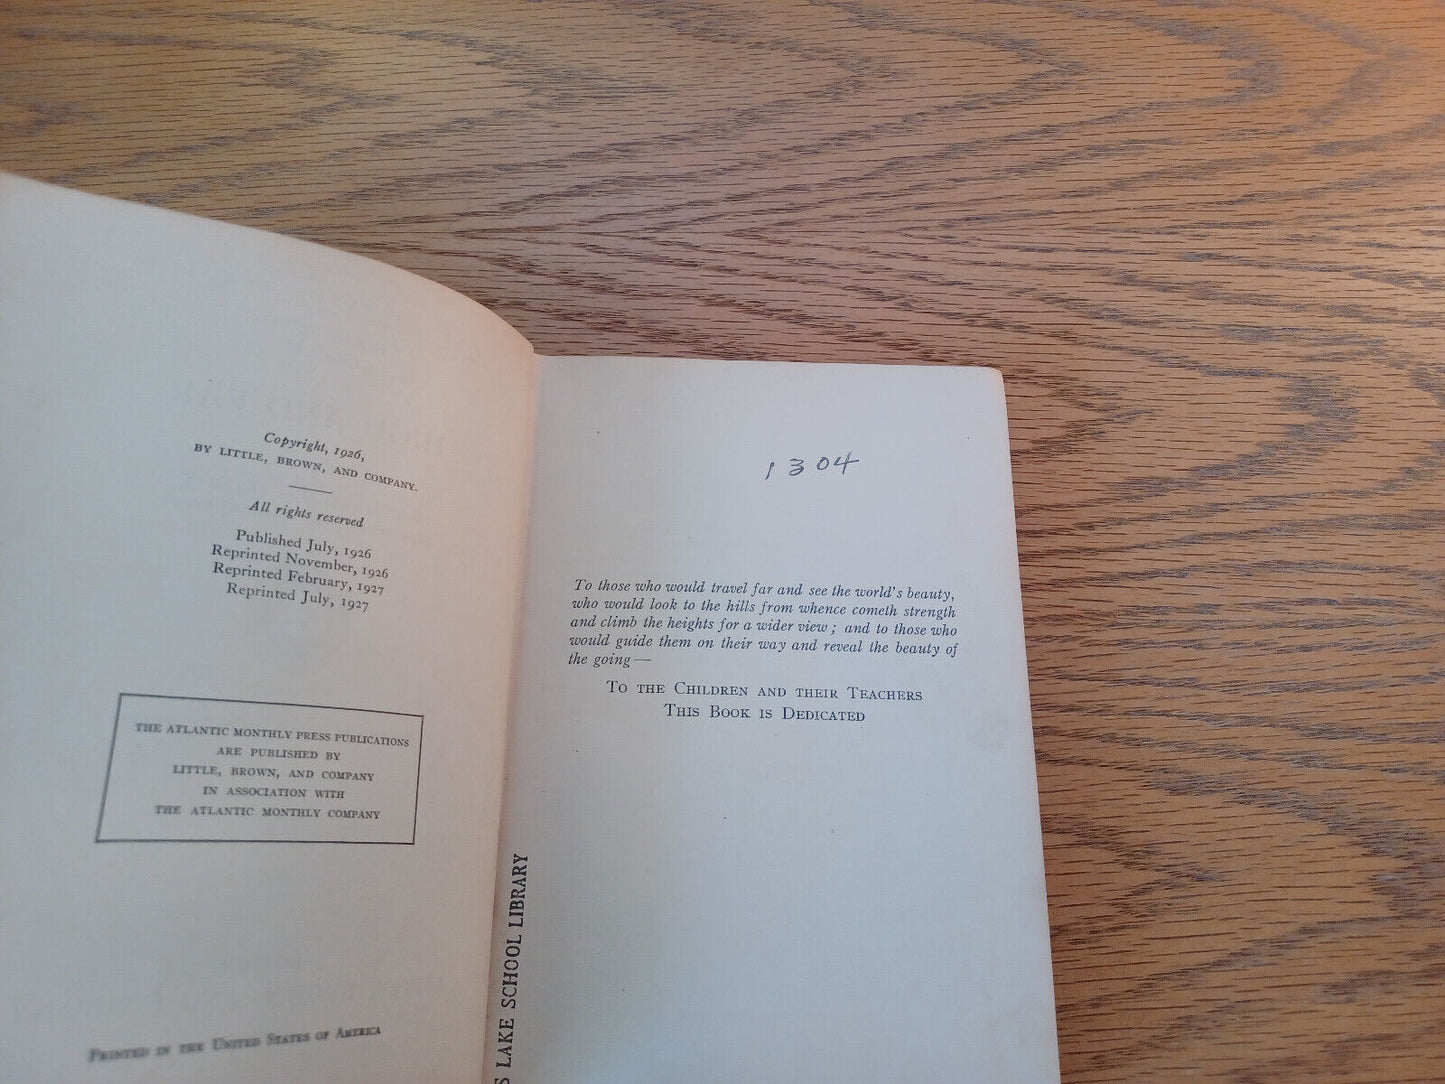 Copyright, 1926,
BY LITTLE, BROWN, AND COMPANY.
All rights reserved
Published July, 1926
Reprinted November, 1926
Reprinted February, 1927
Reprinted July, 1927
THE ATLANTIC MONTHLY PRESS PUBLICATIONS
ARE PUBLISHED BY
LITTLE, BROWN, AND COMPANY
IN ASSOCIATION WITH
THE ATLANTIC MONTHLY COMPANY
PRINTED IN THE UNITED STATES OF AMERICA
1304
To those who would travel far and see the world's beauty,
who would look to the hills from whence cometh strength
and climb the heights for a wider view; and to those who
would guide them on their way and reveal the beauty of
the going—
TO THE CHILDREN AND THEIR TEACHERS
THIS BOOK IS DEDICATED
LAKE SCHOOL LIBRARY